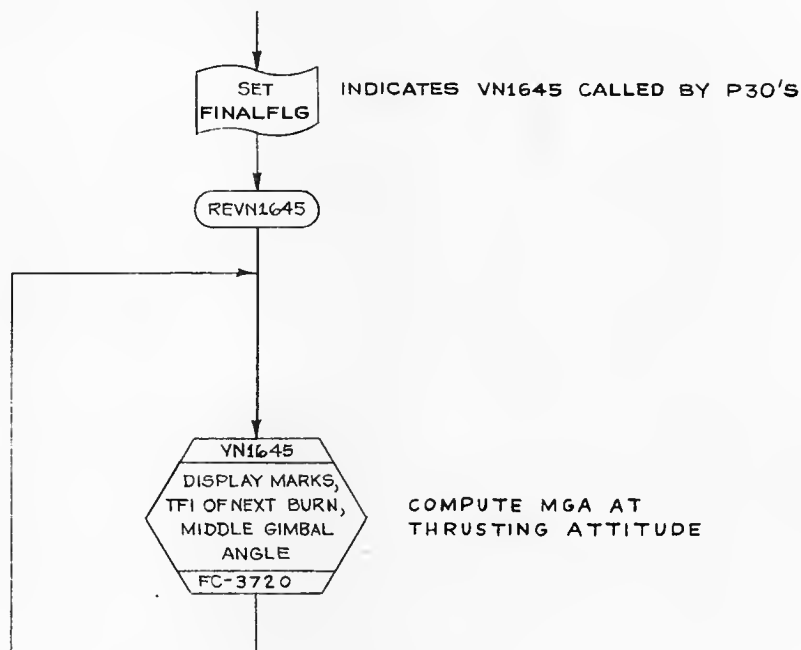 SET
FINALFLG
INDICATES VN1645 CALLED BY P30'S
REVN1645
VN1645
DISPLAY MARKS,
TFI OF NEXT BURN,
MIDDLE GIMBAL
ANGLE
FC-3720
COMPUTE MGA AT
THRUSTING ATTITUDE